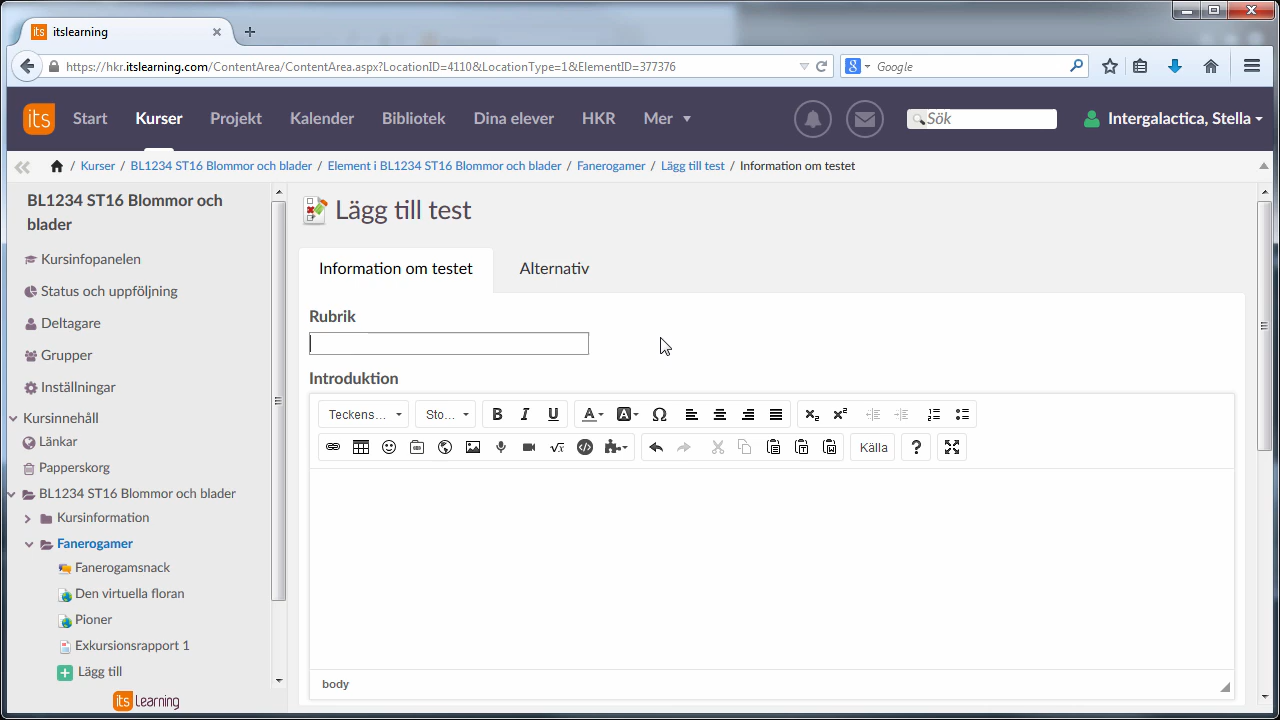 its itslearning
https://hkr.itslearning.com/ContentArea/ContentArea.aspx?LocationID=4110&LocationType=1&ElementID=377376
Google
its Start Kurser Projekt Kalender Bibliotek Dina elever HKR Mer Sök Intergalactica, Stella
/ Kurser / BL1234 ST16 Blommor och blader / Element i BL1234 ST16 Blommor och blader / Fanerogamer / Lägg till test / Information om testet
BL1234 ST16 Blommor och
blader
Kursinfopanelen
Status och uppföljning
Deltagare
Grupper
Inställningar
Kursinnehåll
Länkar
Papperskorg
BL1234 ST16 Blommor och blader
Kursinformation
Fanerogamer
Fanerogamsnack
Den virtuella floran
Pioner
Exkursionsrapport 1
Lägg till
its Learning
Lägg till test
Information om testet Alternativ
Rubrik
Introduktion
Teckens... Sto... B I U A A Ω x₂ x²
√x Källa ?
body